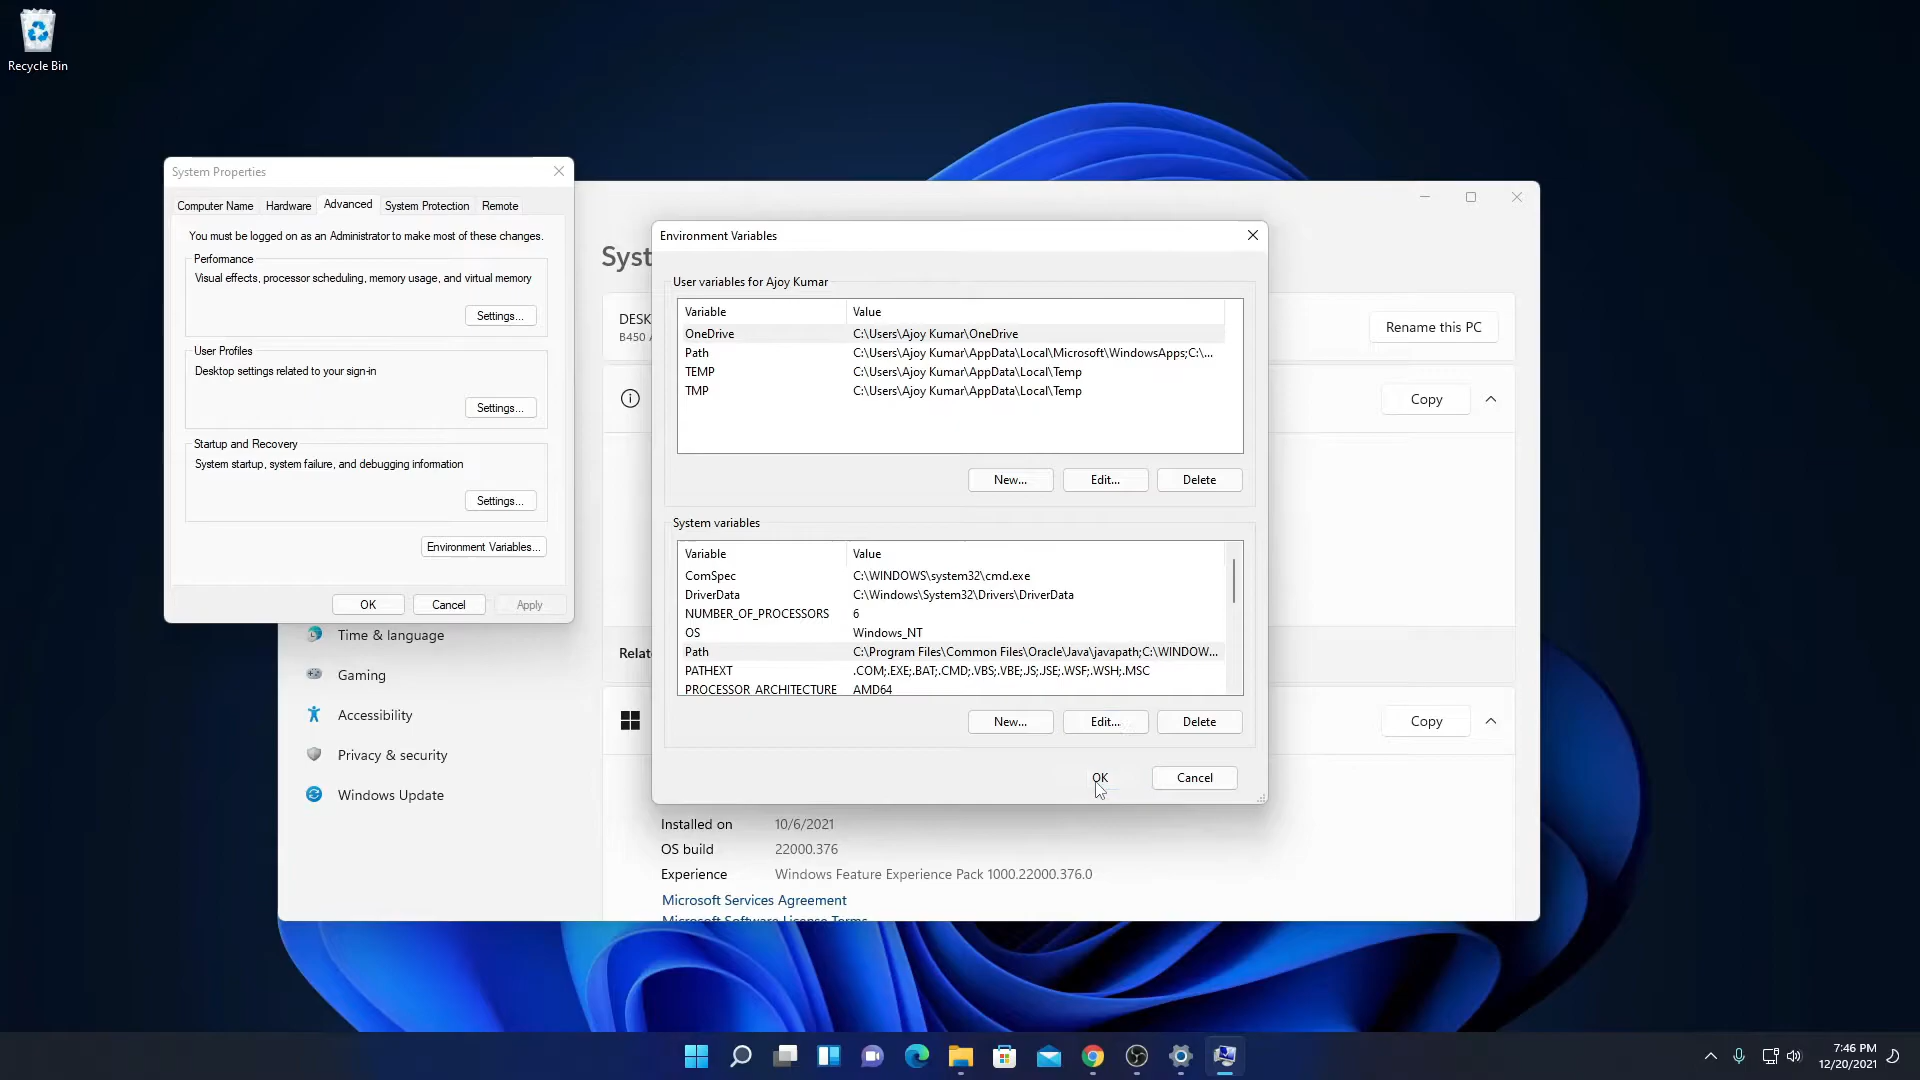 Recycle Bin
System Properties
Computer Name Hardware Advanced System Protection Remote
You must be logged on as an Administrator to make most of these changes.
Performance
Visual effects, processor scheduling, memory usage, and virtual memory
Settings...
User Profiles
Desktop settings related to your sign-in
Settings...
Startup and Recovery
System startup, system failure, and debugging information
Settings...
Environment Variables...
OK Cancel Apply
Time & language
Gaming
Accessibility
Privacy & security
Windows Update
Syst
DESK
B450 A
Rename this PC
Copy
Relat
Copy
Environment Variables
User variables for Ajoy Kumar
Variable Value
OneDrive C:\Users\Ajoy Kumar\OneDrive
Path C:\Users\Ajoy Kumar\AppData\Local\Microsoft\WindowsApps;C:\...
TEMP C:\Users\Ajoy Kumar\AppData\Local\Temp
TMP C:\Users\Ajoy Kumar\AppData\Local\Temp
New... Edit... Delete
System variables
Variable Value
ComSpec C:\WINDOWS\system32\cmd.exe
DriverData C:\Windows\System32\Drivers\DriverData
NUMBER_OF_PROCESSORS 6
OS Windows_NT
Path C:\Program Files\Common Files\Oracle\Java\javapath;C:\WINDOW...
PATHEXT .COM;.EXE;.BAT;.CMD;.VBS;.VBE;.JS;.JSE;.WSF;.WSH;.MSC
PROCESSOR_ARCHITECTURE AMD64
New... Edit... Delete
OK Cancel
Installed on 10/6/2021
OS build 22000.376
Experience Windows Feature Experience Pack 1000.22000.376.0
Microsoft Services Agreement
Microsoft Software License Terms
7:46 PM
12/20/2021